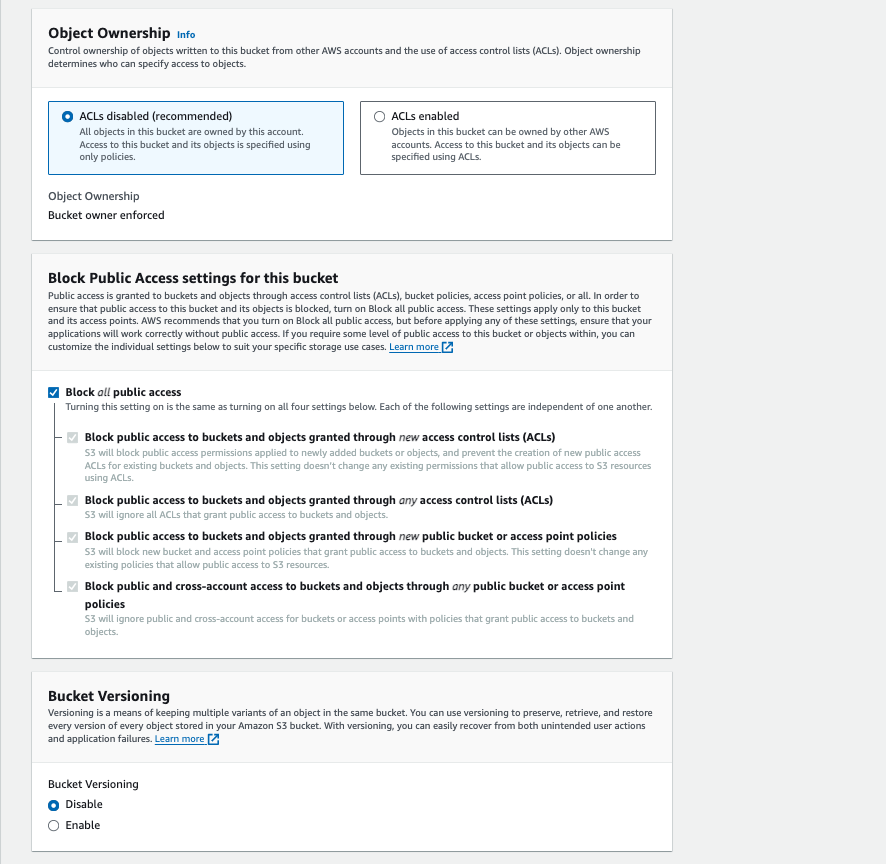 Object Ownership Info
Control ownership of objects written to this bucket from other AWS accounts and the use of access control lists (ACLs). Object ownership
determines who can specify access to objects.
ACLs disabled (recommended)
All objects in this bucket are owned by this account.
Access to this bucket and its objects is specified using
only policies.
ACLs enabled
Objects in this bucket can be owned by other AWS
accounts. Access to this bucket and its objects can be
specified using ACLs.
Object Ownership
Bucket owner enforced
Block Public Access settings for this bucket
Public access is granted to buckets and objects through access control lists (ACLs), bucket policies, access point policies, or all. In order to
ensure that public access to this bucket and its objects is blocked, turn on Block all public access. These settings apply only to this bucket
and its access points. AWS recommends that you turn on Block all public access, but before applying any of these settings, ensure that your
applications will work correctly without public access. If you require some level of public access to this bucket or objects within, you can
customize the individual settings below to suit your specific storage use cases. Learn more
Block all public access
Turning this setting on is the same as turning on all four settings below. Each of the following settings are independent of one another.
Block public access to buckets and objects granted through new access control lists (ACLs)
S3 will block public access permissions applied to newly added buckets or objects, and prevent the creation of new public access
ACLs for existing buckets and objects. This setting doesn't change any existing permissions that allow public access to S3 resources
using ACLs.
Block public access to buckets and objects granted through any access control lists (ACLs)
S3 will ignore all ACLs that grant public access to buckets and objects.
Block public access to buckets and objects granted through new public bucket or access point policies
S3 will block new bucket and access point policies that grant public access to buckets and objects. This setting doesn't change any
existing policies that allow public access to S3 resources.
Block public and cross-account access to buckets and objects through any public bucket or access point
policies
S3 will ignore public and cross-account access for buckets or access points with policies that grant public access to buckets and
objects.
Bucket Versioning
Versioning is a means of keeping multiple variants of an object in the same bucket. You can use versioning to preserve, retrieve, and restore
every version of every object stored in your Amazon S3 bucket. With versioning, you can easily recover from both unintended user actions
and application failures. Learn more
Bucket Versioning
Disable
Enable